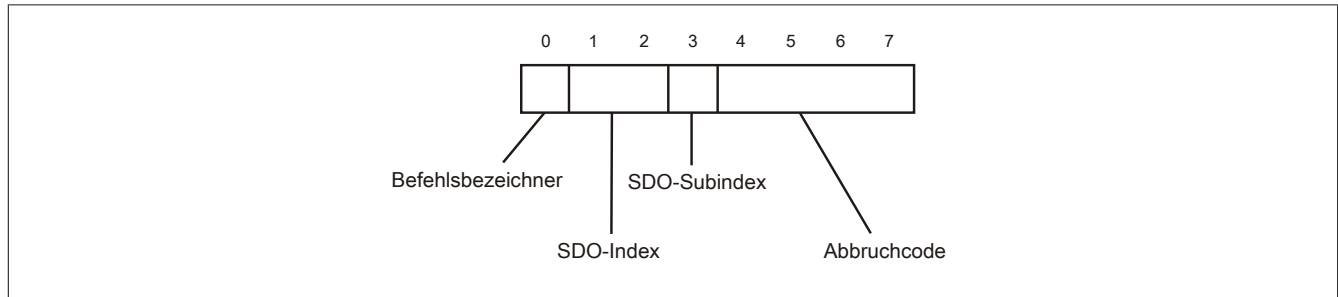 0 1 2 3 4 5 6 7
Befehlsbezeichner SDO-Subindex
SDO-Index Abbruchcode